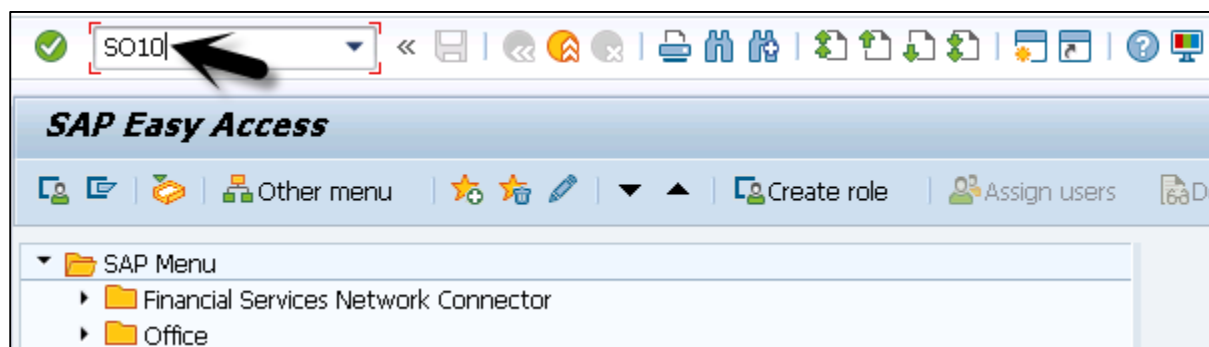 SO10
SAP Easy Access
Other menu Create role Assign users D
SAP Menu
Financial Services Network Connector
Office